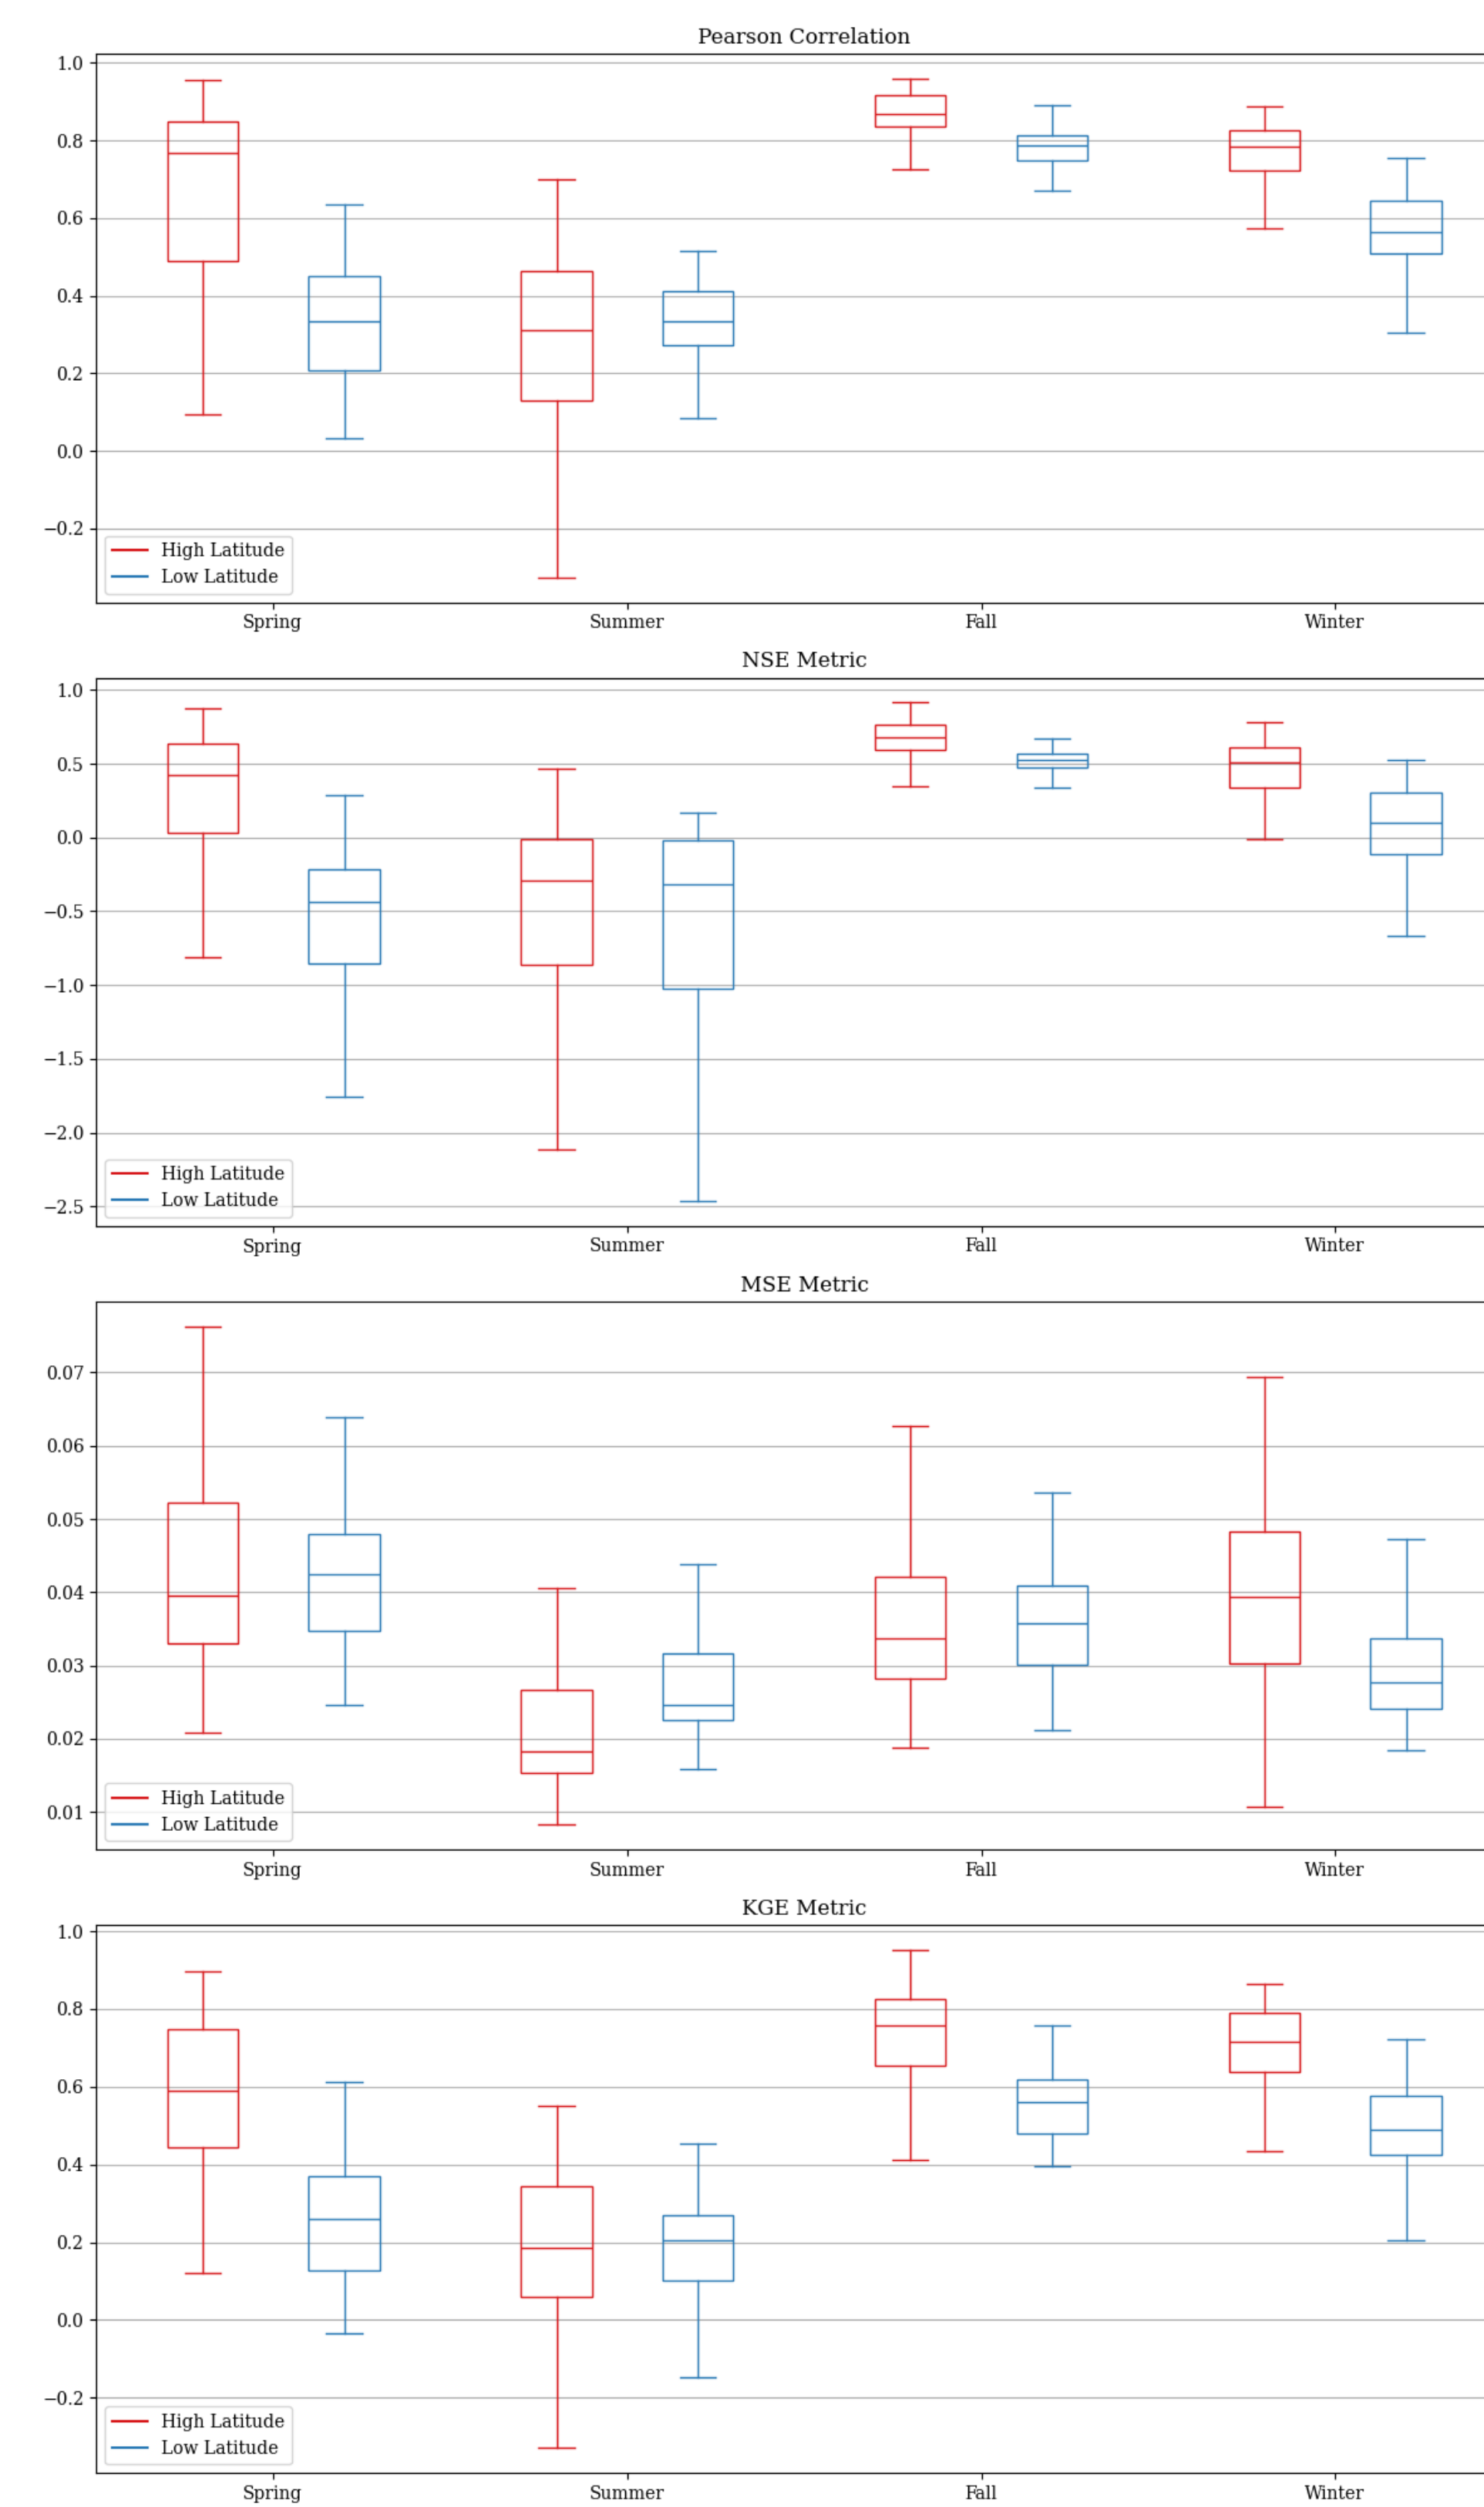 Pearson Correlation
1.0
0.8
0.6
0.4
0.2
0.0
−0.2
High Latitude
Low Latitude
Spring Summer Fall Winter
NSE Metric
1.0
0.5
0.0
−0.5
−1.0
−1.5
−2.0
−2.5
High Latitude
Low Latitude
Spring Summer Fall Winter
MSE Metric
0.07
0.06
0.05
0.04
0.03
0.02
0.01
High Latitude
Low Latitude
Spring Summer Fall Winter
KGE Metric
1.0
0.8
0.6
0.4
0.2
0.0
−0.2
High Latitude
Low Latitude
Spring Summer Fall Winter